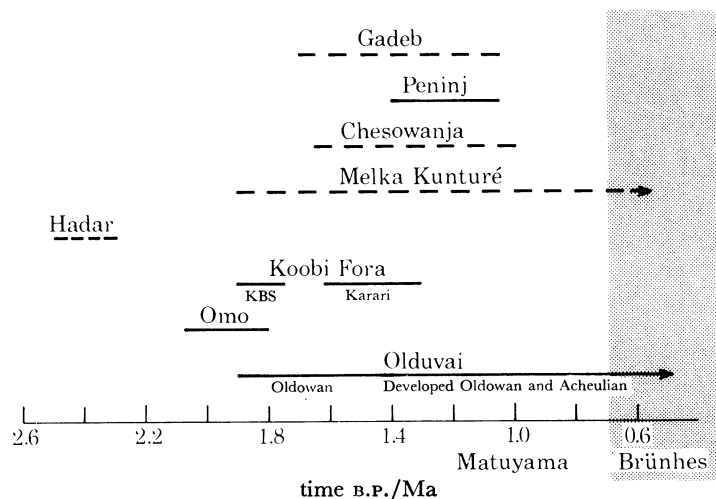 Gadeb
Peninj
Chesowanja
Melka Kunturé
Hadar
Koobi Fora
KBS Karari
Omo
Olduvai
Oldowan Developed Oldowan and Acheulian
2.6 2.2 1.8 1.4 1.0 0.6
Matuyama Brünhes
time B.P./Ma